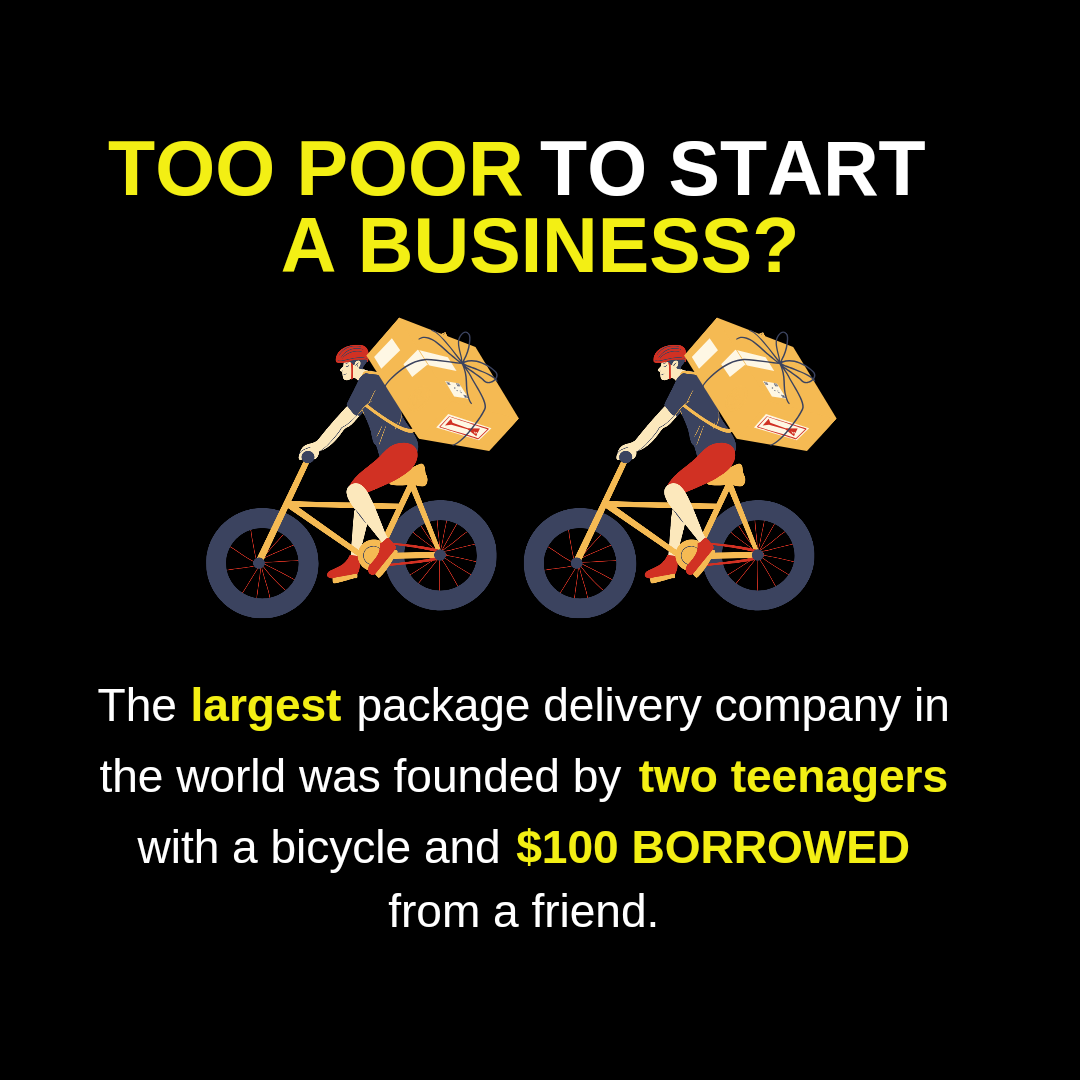 TOO POOR TO START
A BUSINESS?
The largest package delivery company in
the world was founded by two teenagers
with a bicycle and $100 BORROWED
from a friend.